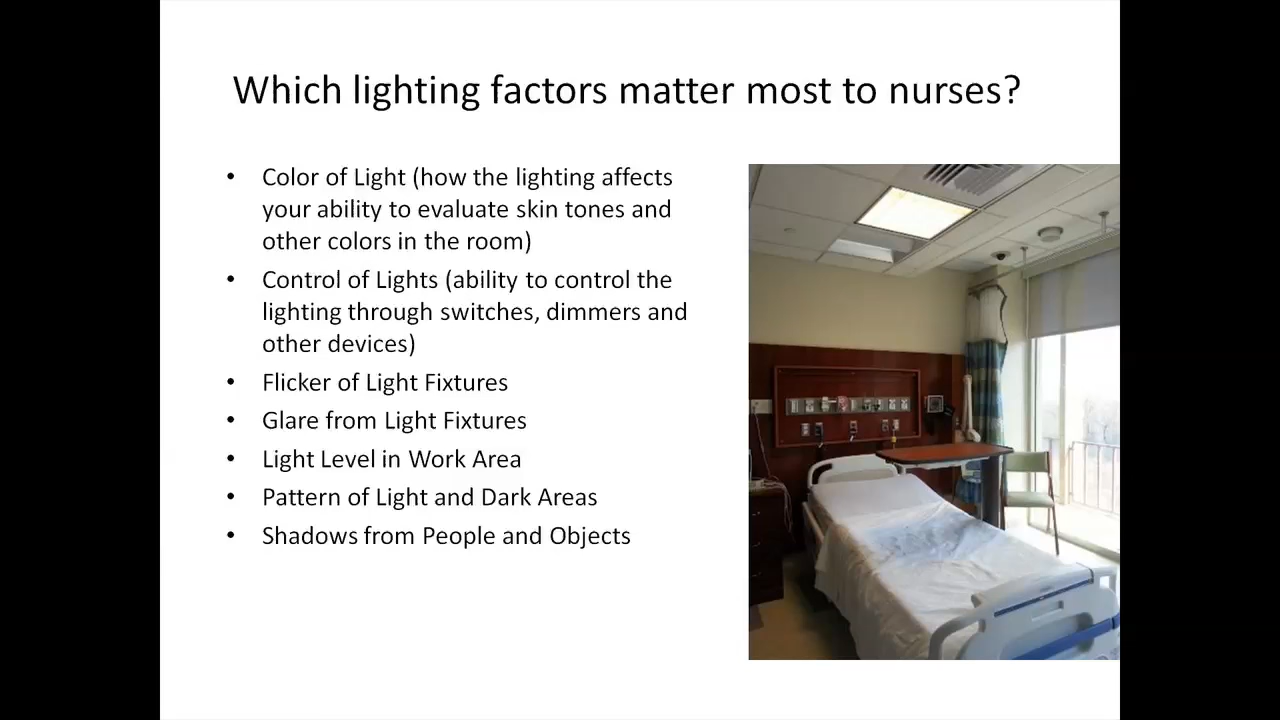 Which lighting factors matter most to nurses?
• Color of Light (how the lighting affects
your ability to evaluate skin tones and
other colors in the room)
• Control of Lights (ability to control the
lighting through switches, dimmers and
other devices)
• Flicker of Light Fixtures
• Glare from Light Fixtures
• Light Level in Work Area
• Pattern of Light and Dark Areas
• Shadows from People and Objects